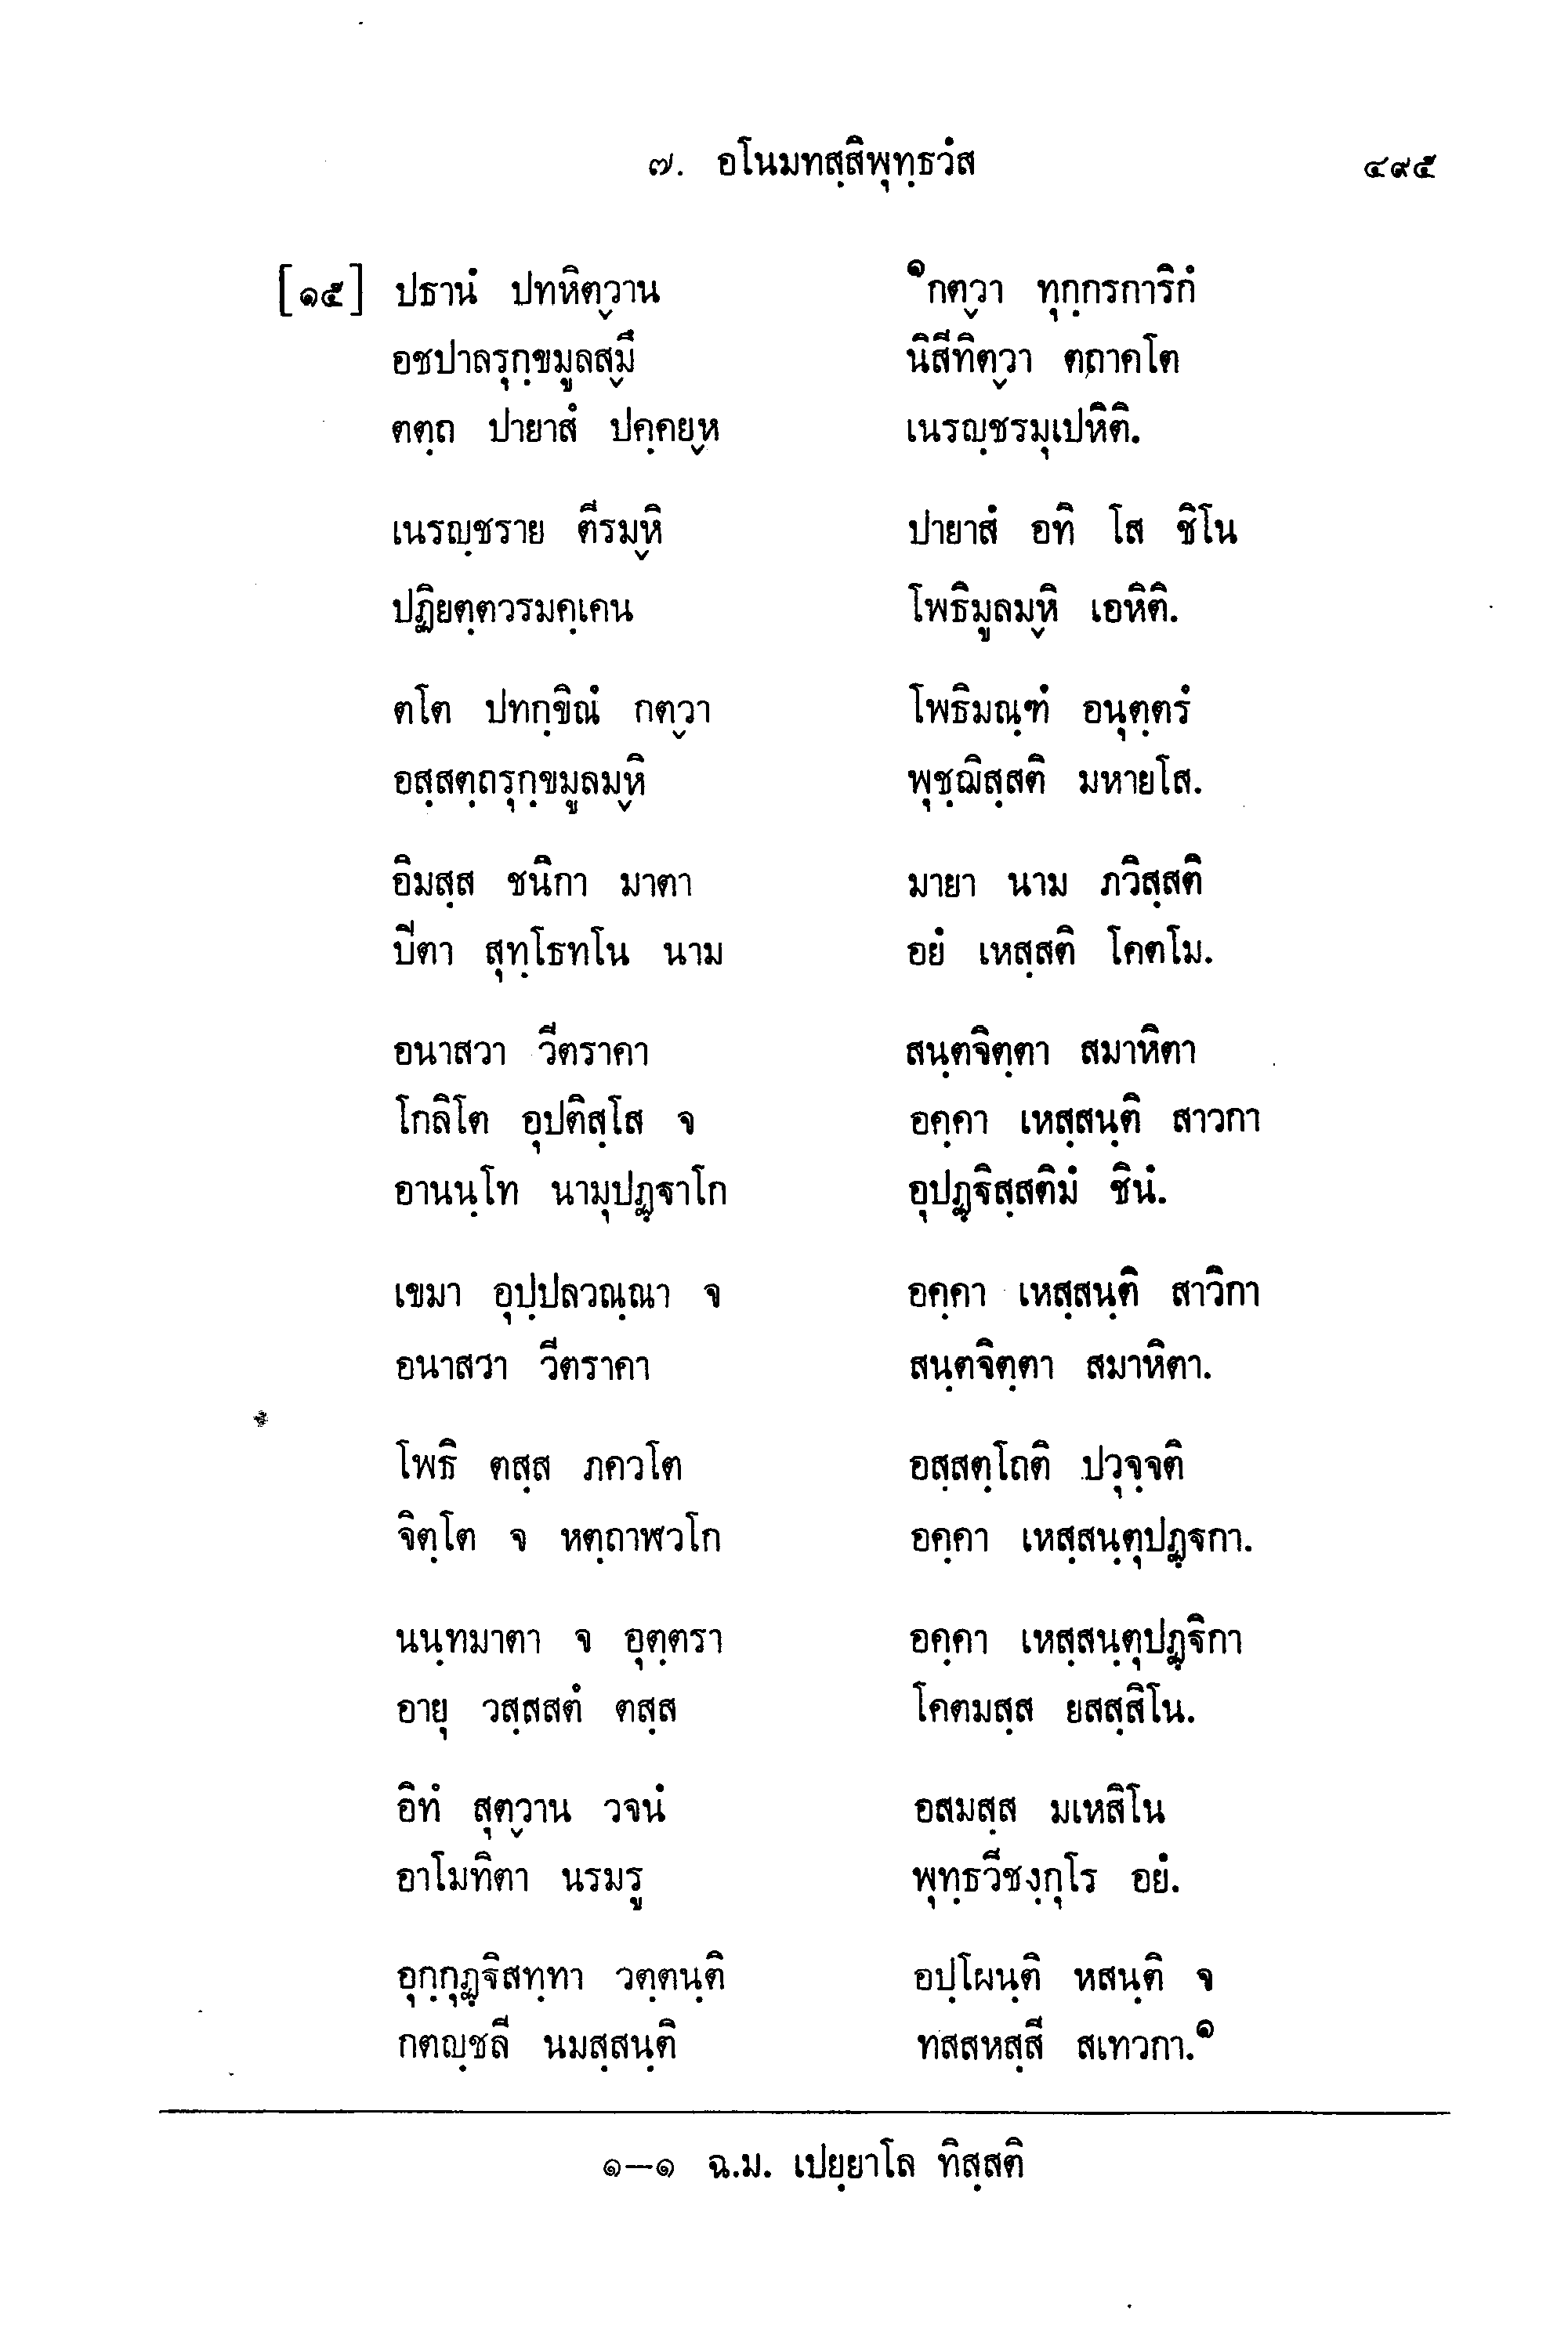 ๗. อโนมทสฺสิพุทฺธวํส ๔๙๕
[๑๕] ปธานํ ปทหิตฺวาน ๑กตฺวา ทุกฺกรการิกํ
อชปาลรุกฺขมูลสฺมึ นิสีทิตฺวา ตถาคโต
ตตฺถ ปายาสํ ปคฺคยฺห เนรญฺชรมุเปหิติ.
เนรญฺชราย ตีรมฺหิ ปายาสํ อทิ โส ชิโน
ปฏิยตฺตวรมคฺเคน โพธิมูลมฺหิ เอหิติ.
ตโต ปทกฺขิณํ กตฺวา โพธิมณฺฑํ อนุตฺตรํ
อสฺสตฺถรุกฺขมูลมฺหิ พุชฺฌิสฺสติ มหายโส.
อิมสฺส ชนิกา มาตา มายา นาม ภวิสฺสติ
ปิตา สุทฺโธทโน นาม อยํ เหสฺสติ โคตโม.
อนาสวา วีตราคา สนฺตจิตฺตา สมาหิตา
โกลิโต อุปติสฺโส จ อคฺคา เหสฺสนฺติ สาวกา
อานนฺโท นามุปฏฺฐาโก อุปฏฺฐิสฺสติมํ ชินํ.
เขมา อุปฺปลวณฺณา จ อคฺคา เหสฺสนฺติ สาวิกา
อนาสวา วีตราคา สนฺตจิตฺตา สมาหิตา.
โพธิ ตสฺส ภควโต อสฺสตฺโถติ ปวุจฺจติ
จิตฺโต จ หตฺถาฬวโก อคฺคา เหสฺสนฺตุปฏฺฐกา.
นนฺทมาตา จ อุตฺตรา อคฺคา เหสฺสนฺตุปฏฺฐิกา
อายุ วสฺสสตํ ตสฺส โคตมสฺส ยสสฺสิโน.
อิทํ สุตฺวาน วจนํ อสมสฺส มเหสิโน
อาโมทิตา นรมรู พุทฺธวีชงฺกุโร อยํ.
อุกฺกุฏฺฐิสทฺทา วตฺตนฺติ อปฺโผนฺติ หสนฺติ จ
กตญฺชลี นมสฺสนฺติ ทสสหสฺสี สเทวกา.๑
๑—๑ ฉ.ม. เปยฺยาโล ทิสฺสติ